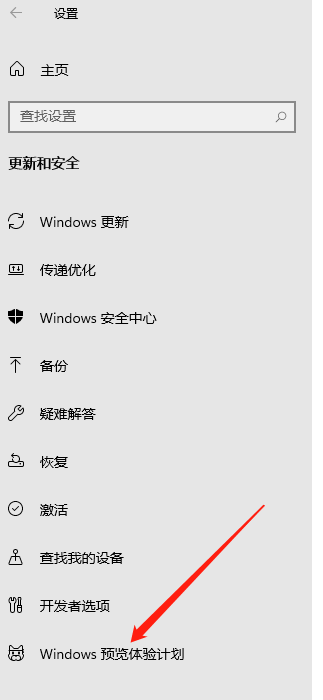 设置
主页
查找设置
更新和安全
Windows 更新
传递优化
Windows 安全中心
备份
疑难解答
恢复
激活
查找我的设备
开发者选项
Windows 预览体验计划